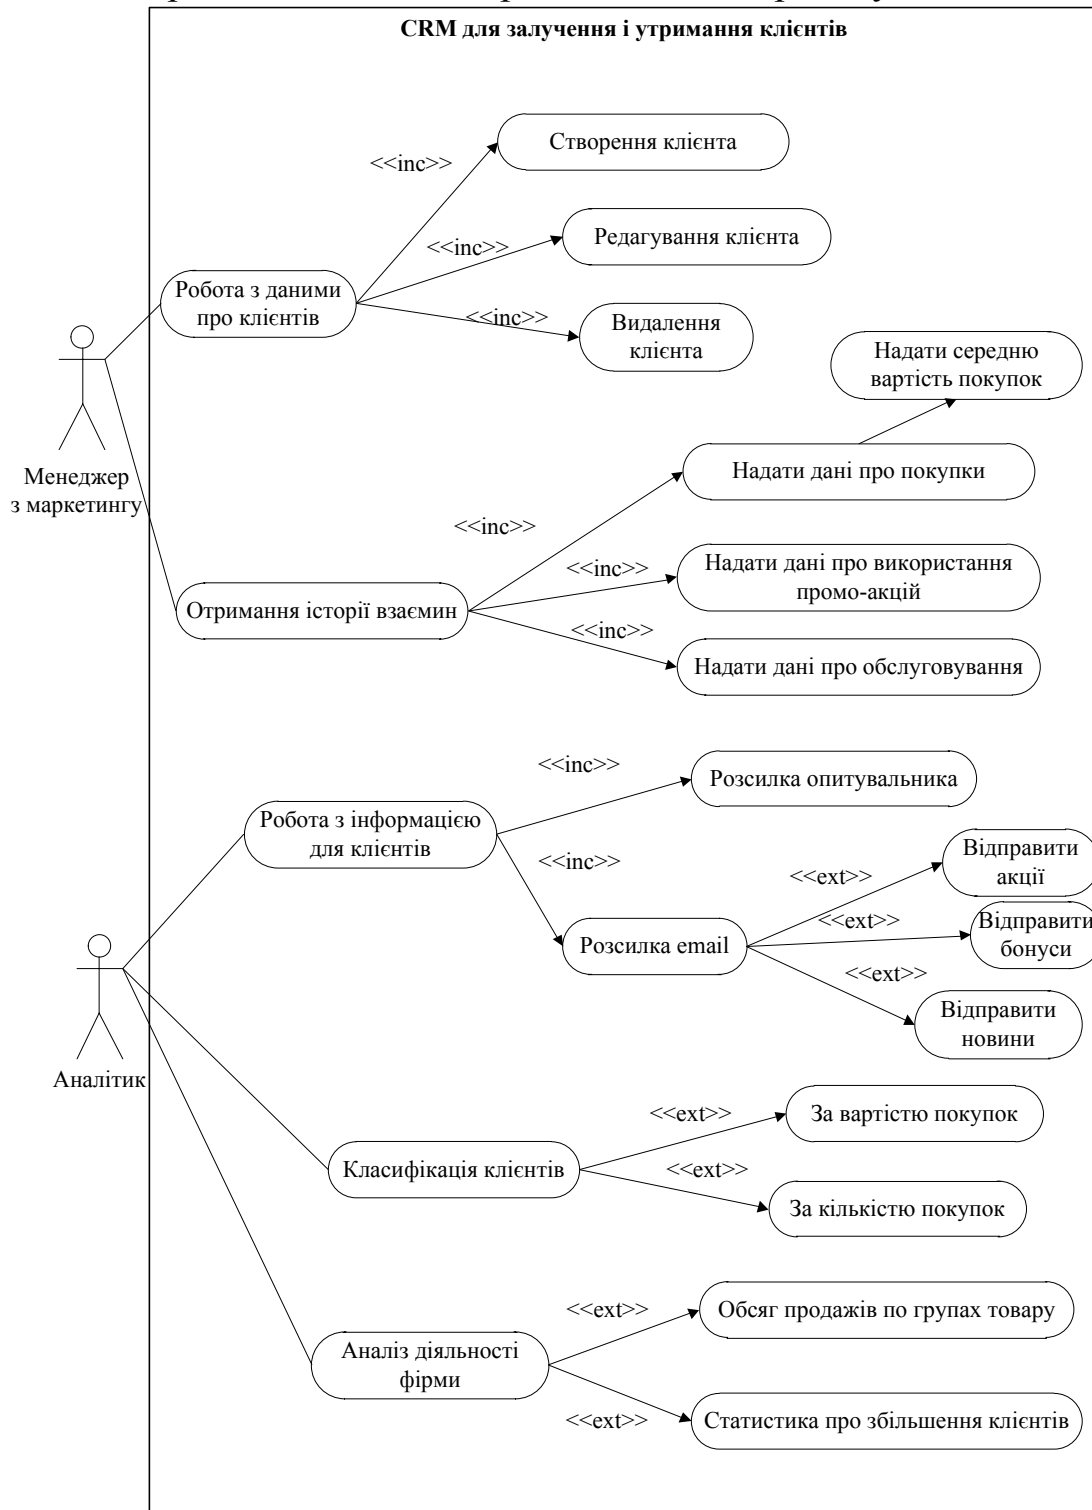 CRM для залучення і утримання клієнтів
Створення клієнта
<<inc>>
Редагування клієнта
<<inc>>
Робота з даними
про клієнтів
<<inc>>
Видалення
клієнта
Надати середню
вартість покупок
Менеджер
з маркетингу
Надати дані про покупки
<<inc>>
Надати дані про використання
промо-акцій
<<inc>>
Отримання історії взаємин
<<inc>>
Надати дані про обслуговування
<<inc>>
Розсилка опитувальника
Робота з інформацією
для клієнтів
<<inc>>
Відправити
акції
<<ext>>
Відправити
бонуси
<<ext>>
Розсилка email
<<ext>>
Відправити
новини
Аналітик
<<ext>>
За вартістю покупок
Класифікація клієнтів
<<ext>>
За кількістю покупок
<<ext>>
Обсяг продажів по групах товару
Аналіз діяльності
фірми
<<ext>>
Статистика про збільшення клієнтів